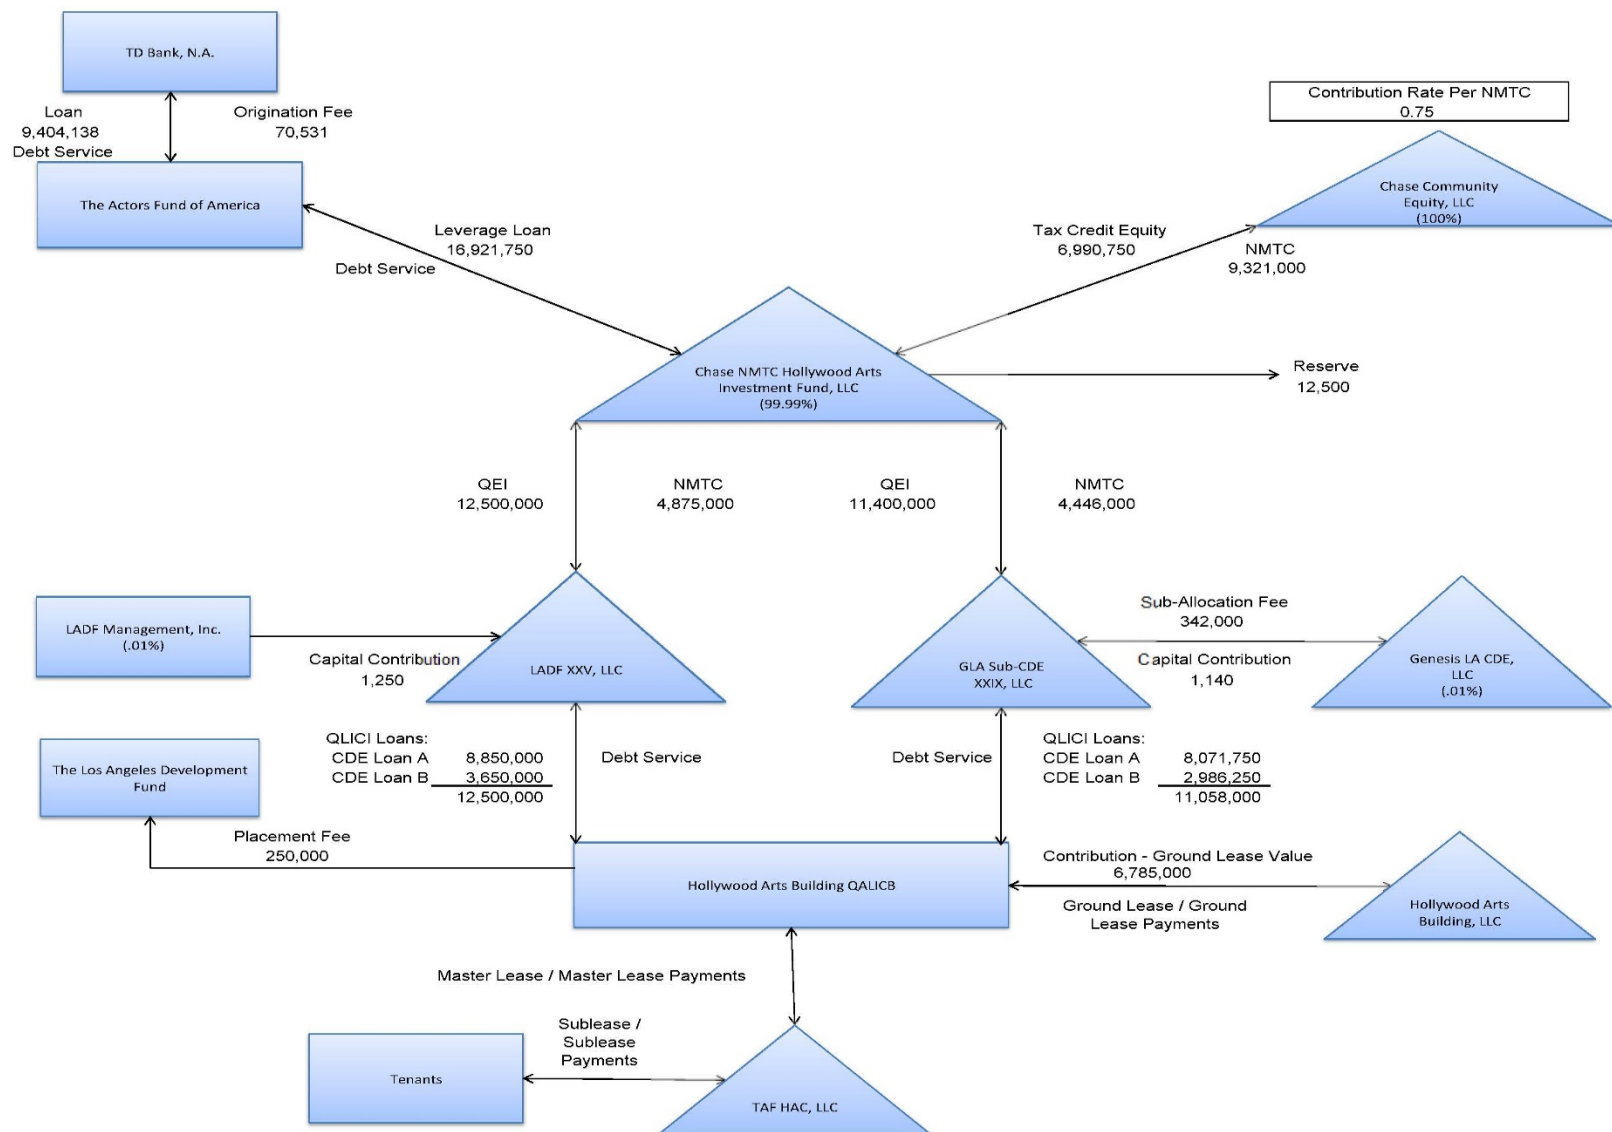 TD Bank, N.A.
Loan
9,404,138
Debt Service
Origination Fee
70,531
The Actors Fund of America
Contribution Rate Per NMTC
0.75
Chase Community
Equity, LLC
(100%)
Leverage Loan
16,921,750
Debt Service
Tax Credit Equity
6,990,750
NMTC
9,321,000
Chase NMTC Hollywood Arts
Investment Fund, LLC
(99.99%)
Reserve
12,500
QEI
12,500,000
NMTC
4,875,000
QEI
11,400,000
NMTC
4,446,000
LADF Management, Inc.
(.01%)
Capital Contribution
1,250
LADF XXV, LLC
GLA Sub-CDE
XXIX, LLC
Sub-Allocation Fee
342,000
Capital Contribution
1,140
Genesis LA CDE,
LLC
(.01%)
QLICI Loans:
CDE Loan A 8,850,000
CDE Loan B 3,650,000
12,500,000
Debt Service
Debt Service
QLICI Loans:
CDE Loan A 8,071,750
CDE Loan B 2,986,250
11,058,000
The Los Angeles Development
Fund
Placement Fee
250,000
Hollywood Arts Building QALICB
Contribution - Ground Lease Value
6,785,000
Ground Lease / Ground
Lease Payments
Hollywood Arts
Building, LLC
Master Lease / Master Lease Payments
Sublease /
Sublease
Payments
Tenants
TAF HAC, LLC